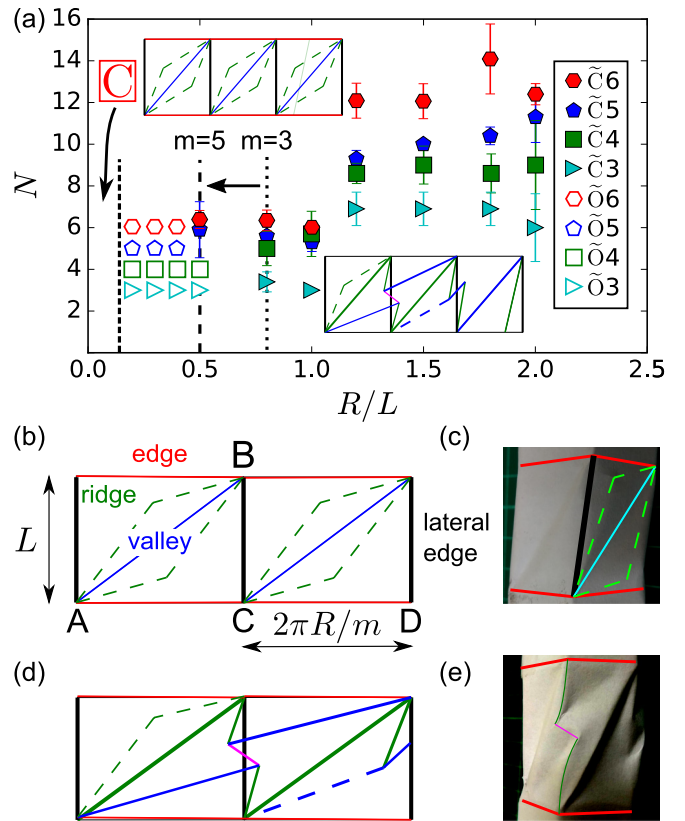 (a)
16
14
12
10
8
6
4
2
0
N
C
m=5 m=3
C̃6
C̃5
C̃4
C̃3
Õ6
Õ5
Õ4
Õ3
0.0 0.5 1.0 1.5 2.0 2.5
R/L
(b)
edge
B
ridge
valley
L
A C D
2πR/m
lateral
edge
(c)
(d)
(e)